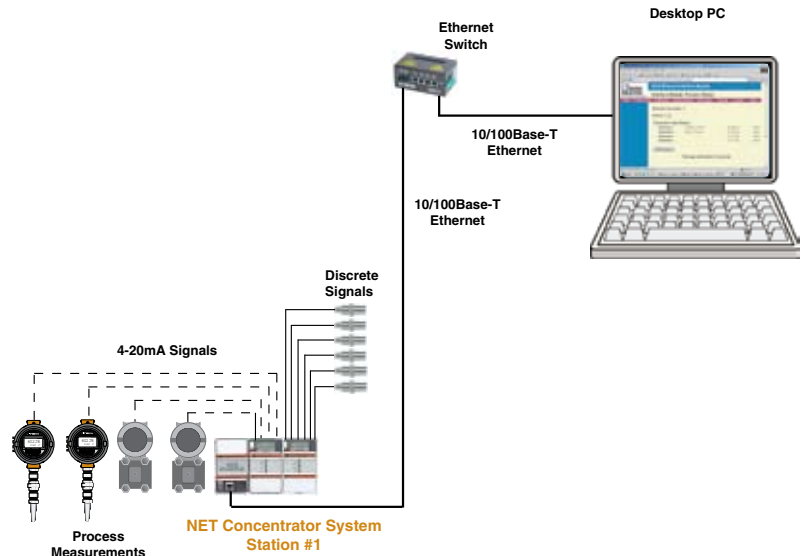 Desktop PC
Ethernet
Switch
10/100Base-T
Ethernet
10/100Base-T
Ethernet
Discrete
Signals
4-20mA Signals
NET Concentrator System
Station #1
Process
Measurements